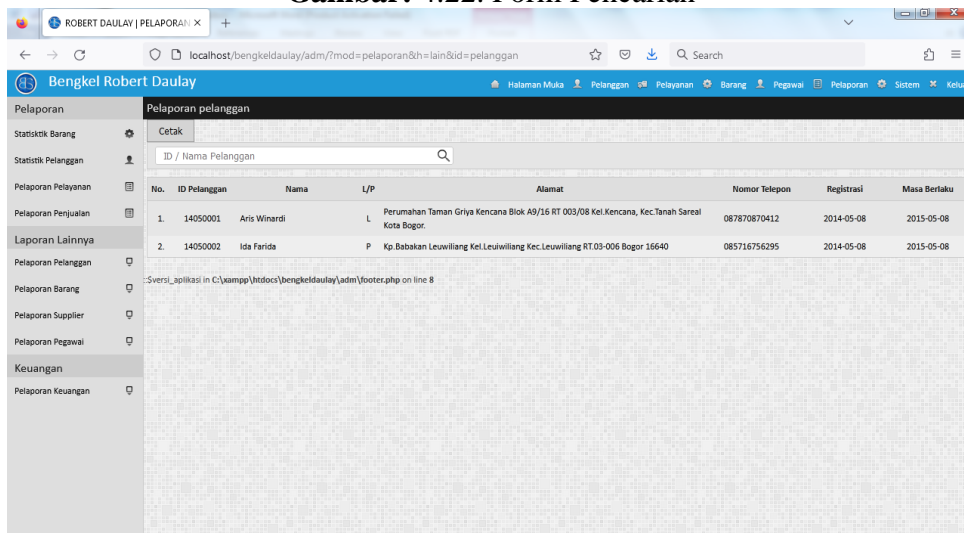 Gambar. 4.22. Form Pencarian
ROBERT DAULAY | PELAPORAN
localhost/bengkeldaulay/adm/?mod=pelaporan&h=lain&id=pelanggan
Search
Bengkel Robert Daulay
Halaman Muka Pelanggan Pelayanan Barang Pegawai Pelaporan Sistem Kelua
Pelaporan
Statisktik Barang
Statistik Pelanggan
Pelaporan Pelayanan
Pelaporan Penjualan
Laporan Lainnya
Pelaporan Pelanggan
Pelaporan Barang
Pelaporan Supplier
Pelaporan Pegawai
Keuangan
Pelaporan Keuangan
Pelaporan pelanggan
Cetak
ID / Nama Pelanggan
No. ID Pelanggan Nama L/P Alamat Nomor Telepon Registrasi Masa Berlaku
1. 14050001 Aris Winardi L Perumahan Taman Griya Kencana Blok A9/16 RT 003/08 Kel.Kencana, Kec.Tanah Sareal Kota Bogor. 087870870412 2014-05-08 2015-05-08
2. 14050002 Ida Farida P Kp.Babakan Leuwiliang Kel.Leuiwiliang Kec.Leuwiliang RT.03-006 Bogor 16640 085716756295 2014-05-08 2015-05-08
:$versi_aplikasi in C:\xampp\htdocs\bengkeldaulay\adm\footer.php on line 8